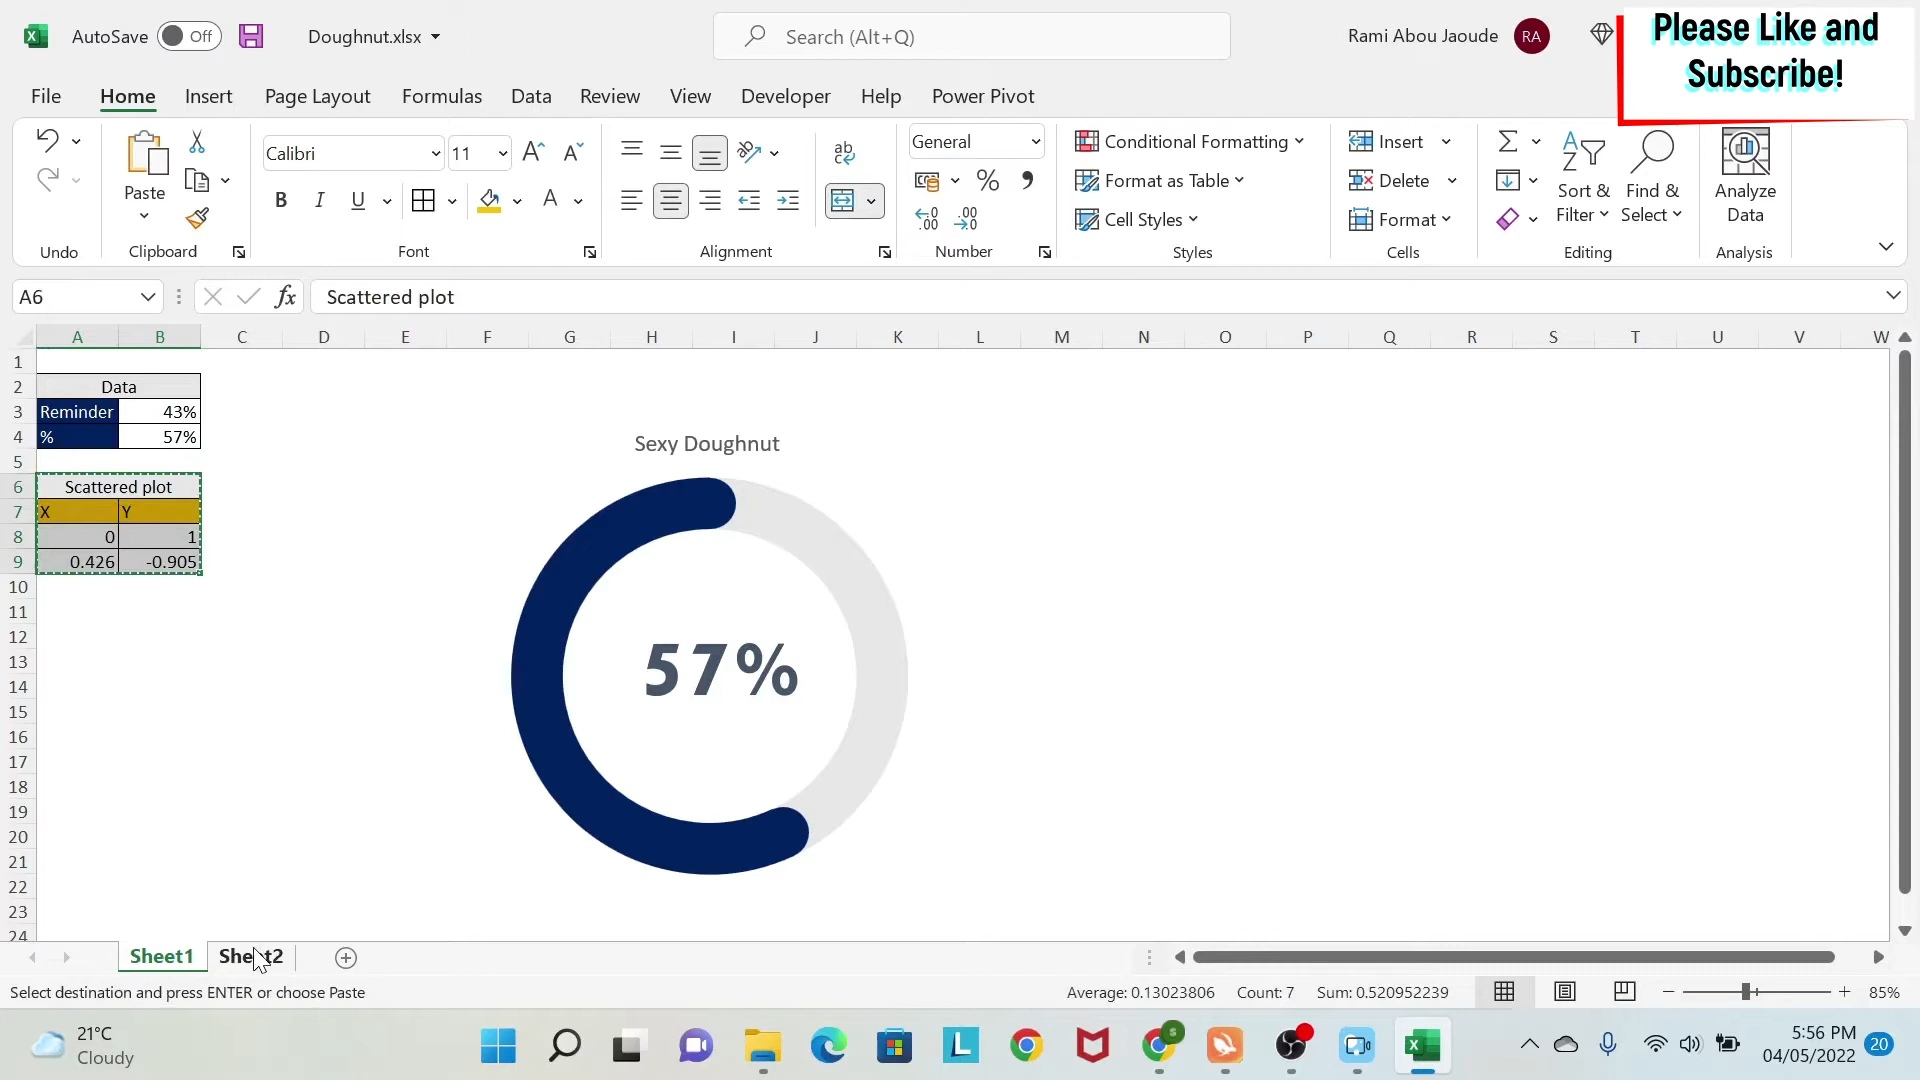 AutoSave Off Doughnut.xlsx Search (Alt+Q) Rami Abou Jaoude RA
Please Like and
Subscribe!
File Home Insert Page Layout Formulas Data Review View Developer Help Power Pivot
Paste
Calibri 11
B I U A
ab
General
% ,
Conditional Formatting
Format as Table
Cell Styles
Insert
Delete
Format
Sort &
Filter
Find &
Select
Analyze
Data
Undo Clipboard Font Alignment Number Styles Cells Editing Analysis
A6 fx Scattered plot
A B C D E F G H I J K L M N O P Q R S T U V W
1
2 Data
3 Reminder 43%
4 % 57%
5
6 Scattered plot
7 X Y
8 0 1
9 0.426 -0.905
10
11
12
13
14
15
16
17
18
19
20
21
22
23
24
Sexy Doughnut
57%
Sheet1 Sheet2
Select destination and press ENTER or choose Paste Average: 0.13023806 Count: 7 Sum: 0.520952239 85%
21°C
Cloudy
5:56 PM
04/05/2022
20